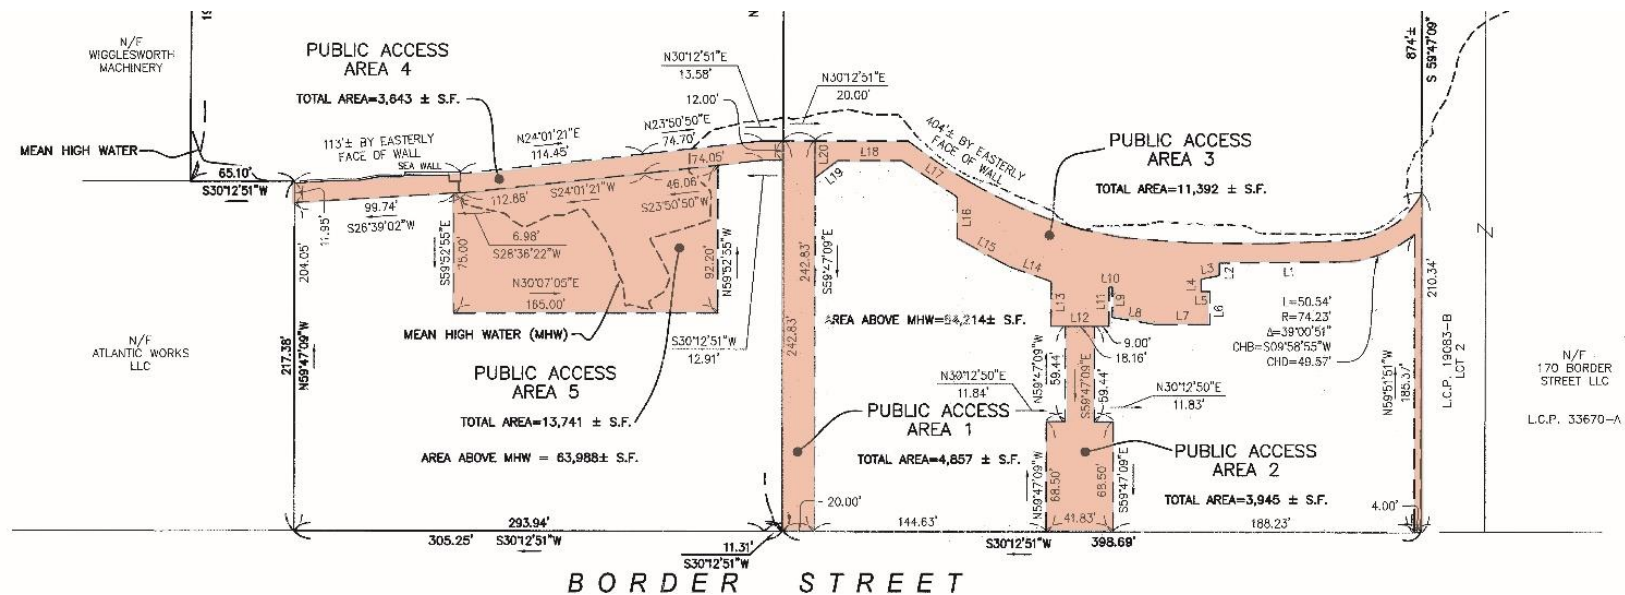 N/F
WIGGLESWORTH
MACHINERY
PUBLIC ACCESS
AREA 4
TOTAL AREA=3,643 ± S.F.
MEAN HIGH WATER
113'± BY EASTERLY
FACE OF WALL
SEA WALL
N24°01'21"E
114.45'
N23°50'50"E
74.70'
N30°12'51"E
13.58'
12.00'
N30°12'51"E
20.00'
404'± BY EASTERLY
FACE OF WALL
PUBLIC ACCESS
AREA 3
TOTAL AREA=11,392 ± S.F.
874'±
S 59°47'09"
65.10'
S30°12'51"W
11.95'
99.74'
S26°39'02"W
112.88'
S24°01'21"W
74.05'
46.06'
S23°50'50"W
6.98'
S28°36'22"W
S59°52'55"E
75.00'
N30°07'05"E
165.00'
N59°52'55"W
204.05'
217.38'
N59°47'09"W
MEAN HIGH WATER (MHW)
S30°12'51"W
12.91'
242.83'
242.83'
S59°47'09"E
L20
L19
L18
L17
L16
L15
L14
L13
L12
L11
L10
L9
L8
L7
L6
L5
L4
L3
L2
L1
N/F
ATLANTIC WORKS
LLC
PUBLIC ACCESS
AREA 5
TOTAL AREA=13,741 ± S.F.
AREA ABOVE MHW = 63,988± S.F.
9.00'
18.16'
R=74.23'
Δ=39°00'51"
CHB=S09°58'55"W
CHD=49.57'
N59°47'09"W
59.44'
S59°47'09"E
59.44'
N30°12'50"E
11.84'
N30°12'50"E
11.83'
PUBLIC ACCESS
AREA 1
TOTAL AREA=4,857 ± S.F.
PUBLIC ACCESS
AREA 2
TOTAL AREA=3,945 ± S.F.
N59°47'09"W
68.50'
68.50'
S59°47'09"E
N59°51'51"W
185.37'
210.34'
L.C.P. 19083-B
N/F
170 BORDER
STREET LLC
L.C.P. 33670-A
Z
20.00'
4.00'
293.94'
305.25'
S30°12'51"W
11.31'
S30°12'51"W
144.63'
41.83'
188.23'
S30°12'51"W
398.69'
BORDER STREET